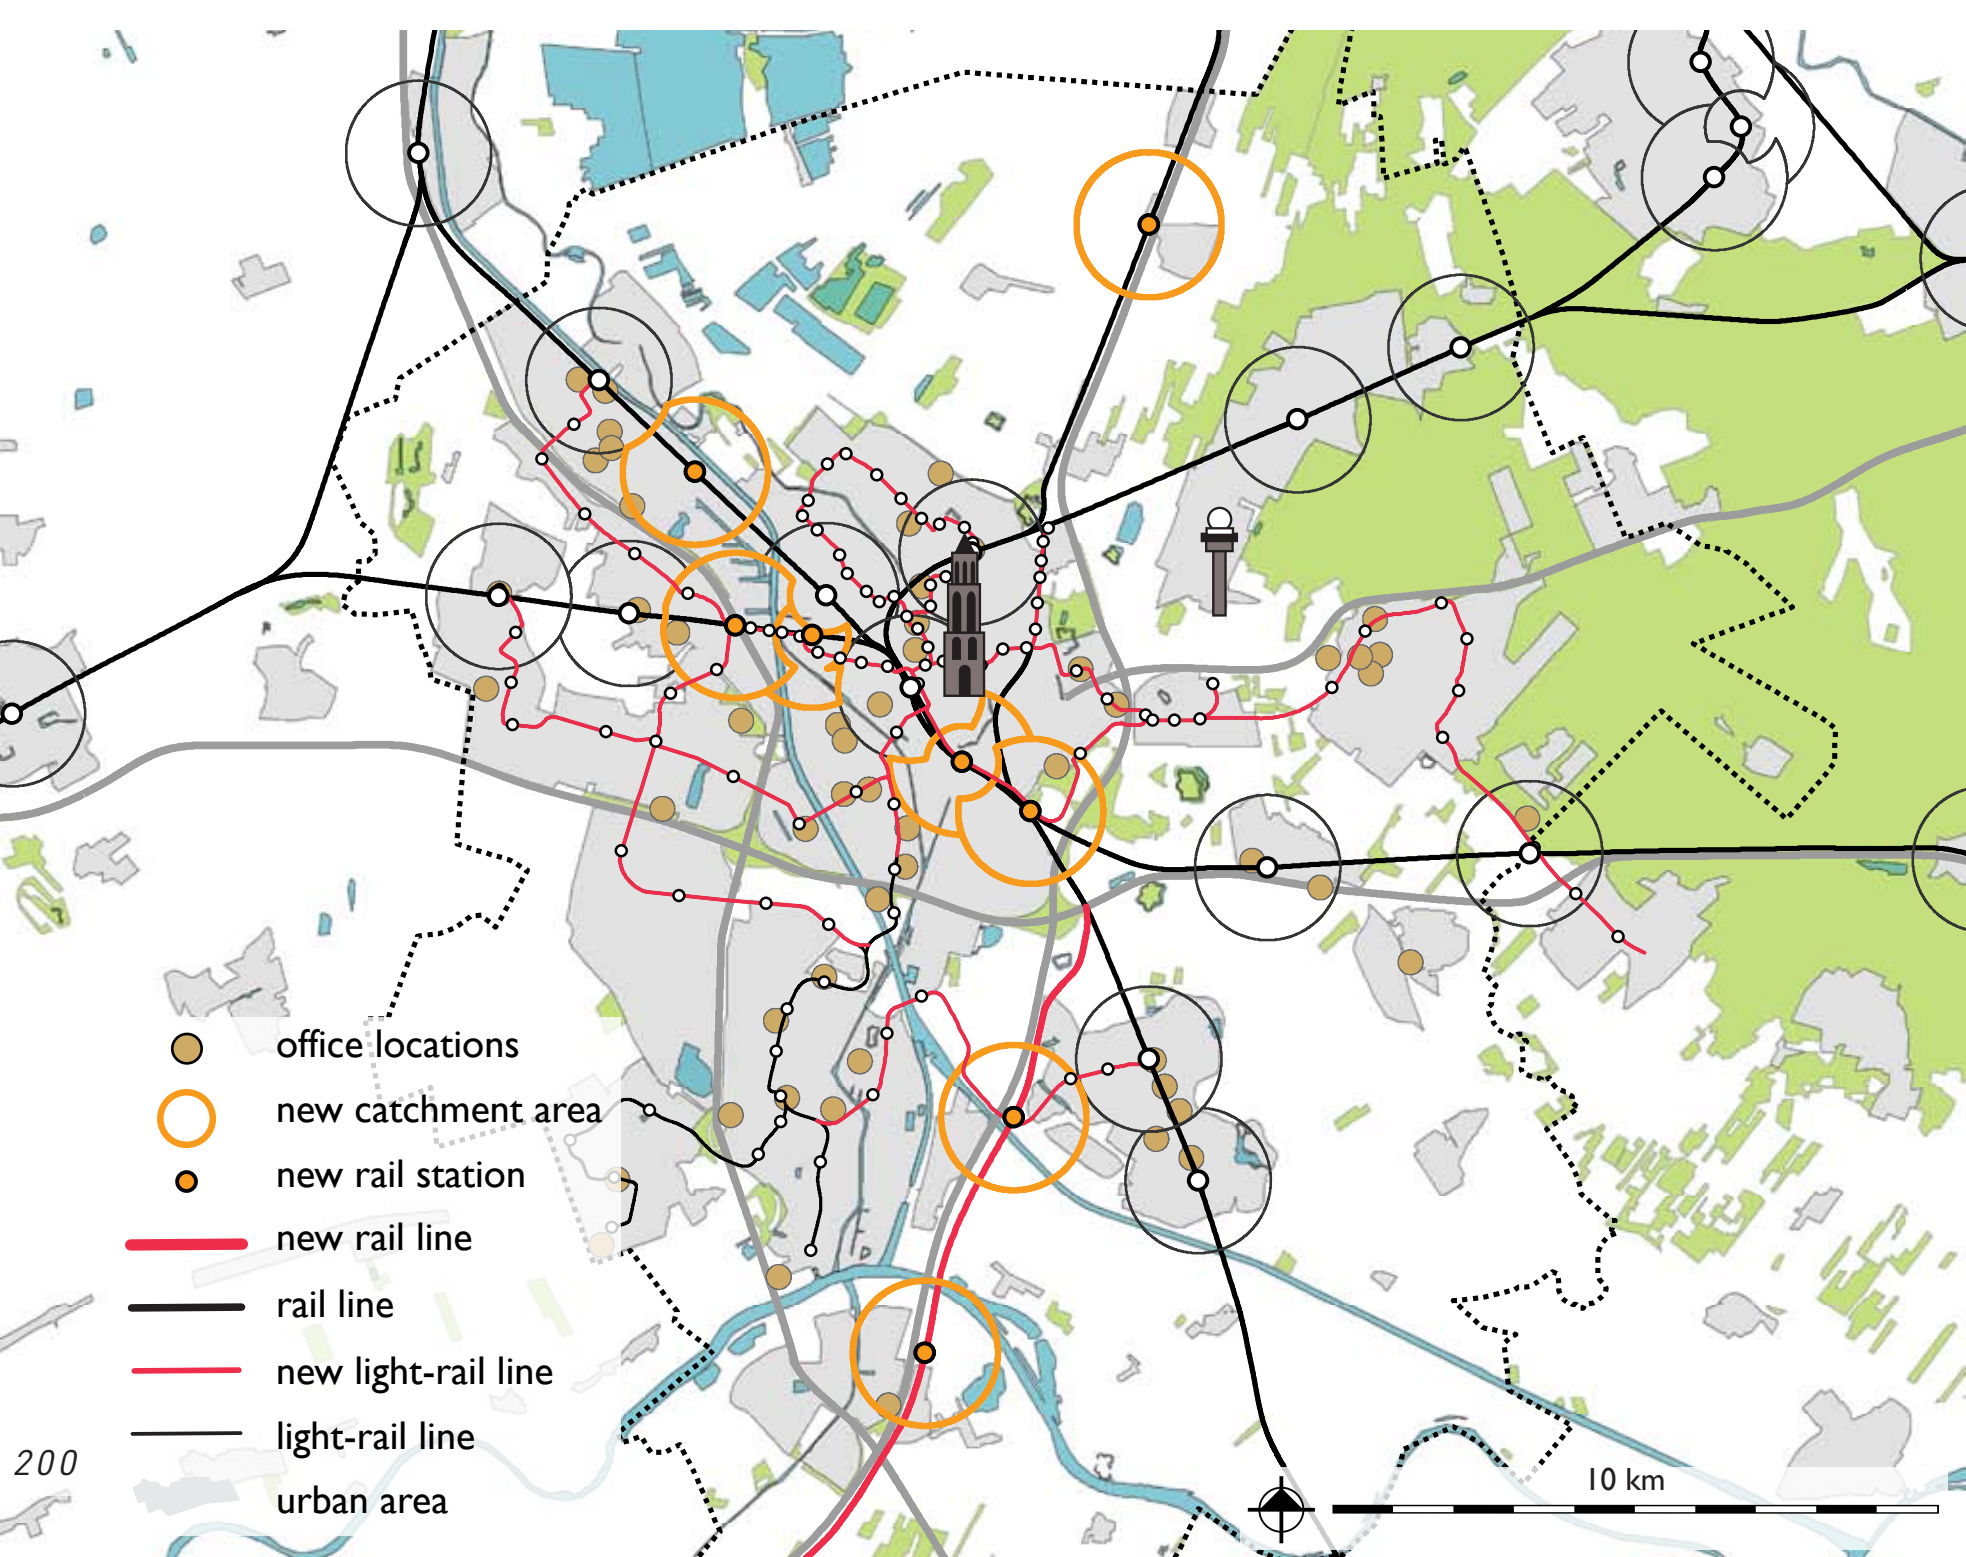 office locations
new catchment area
new rail station
new rail line
rail line
new light-rail line
light-rail line
urban area
200
10 km